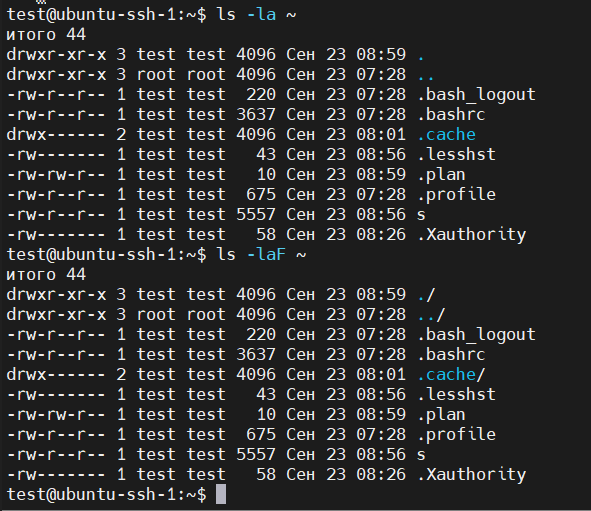 test@ubuntu-ssh-1:~$ ls -la ~
итого 44
drwxr-xr-x 3 test test 4096 Сен 23 08:59 .
drwxr-xr-x 3 root root 4096 Сен 23 07:28 ..
-rw-r--r-- 1 test test  220 Сен 23 07:28 .bash_logout
-rw-r--r-- 1 test test 3637 Сен 23 07:28 .bashrc
drwx------ 2 test test 4096 Сен 23 08:01 .cache
-rw------- 1 test test   43 Сен 23 08:56 .lesshst
-rw-rw-r-- 1 test test   10 Сен 23 08:59 .plan
-rw-r--r-- 1 test test  675 Сен 23 07:28 .profile
-rw-r--r-- 1 test test 5557 Сен 23 08:56 s
-rw------- 1 test test   58 Сен 23 08:26 .Xauthority
test@ubuntu-ssh-1:~$ ls -laF ~
итого 44
drwxr-xr-x 3 test test 4096 Сен 23 08:59 ./
drwxr-xr-x 3 root root 4096 Сен 23 07:28 ../
-rw-r--r-- 1 test test  220 Сен 23 07:28 .bash_logout
-rw-r--r-- 1 test test 3637 Сен 23 07:28 .bashrc
drwx------ 2 test test 4096 Сен 23 08:01 .cache/
-rw------- 1 test test   43 Сен 23 08:56 .lesshst
-rw-rw-r-- 1 test test   10 Сен 23 08:59 .plan
-rw-r--r-- 1 test test  675 Сен 23 07:28 .profile
-rw-r--r-- 1 test test 5557 Сен 23 08:56 s
-rw------- 1 test test   58 Сен 23 08:26 .Xauthority
test@ubuntu-ssh-1:~$